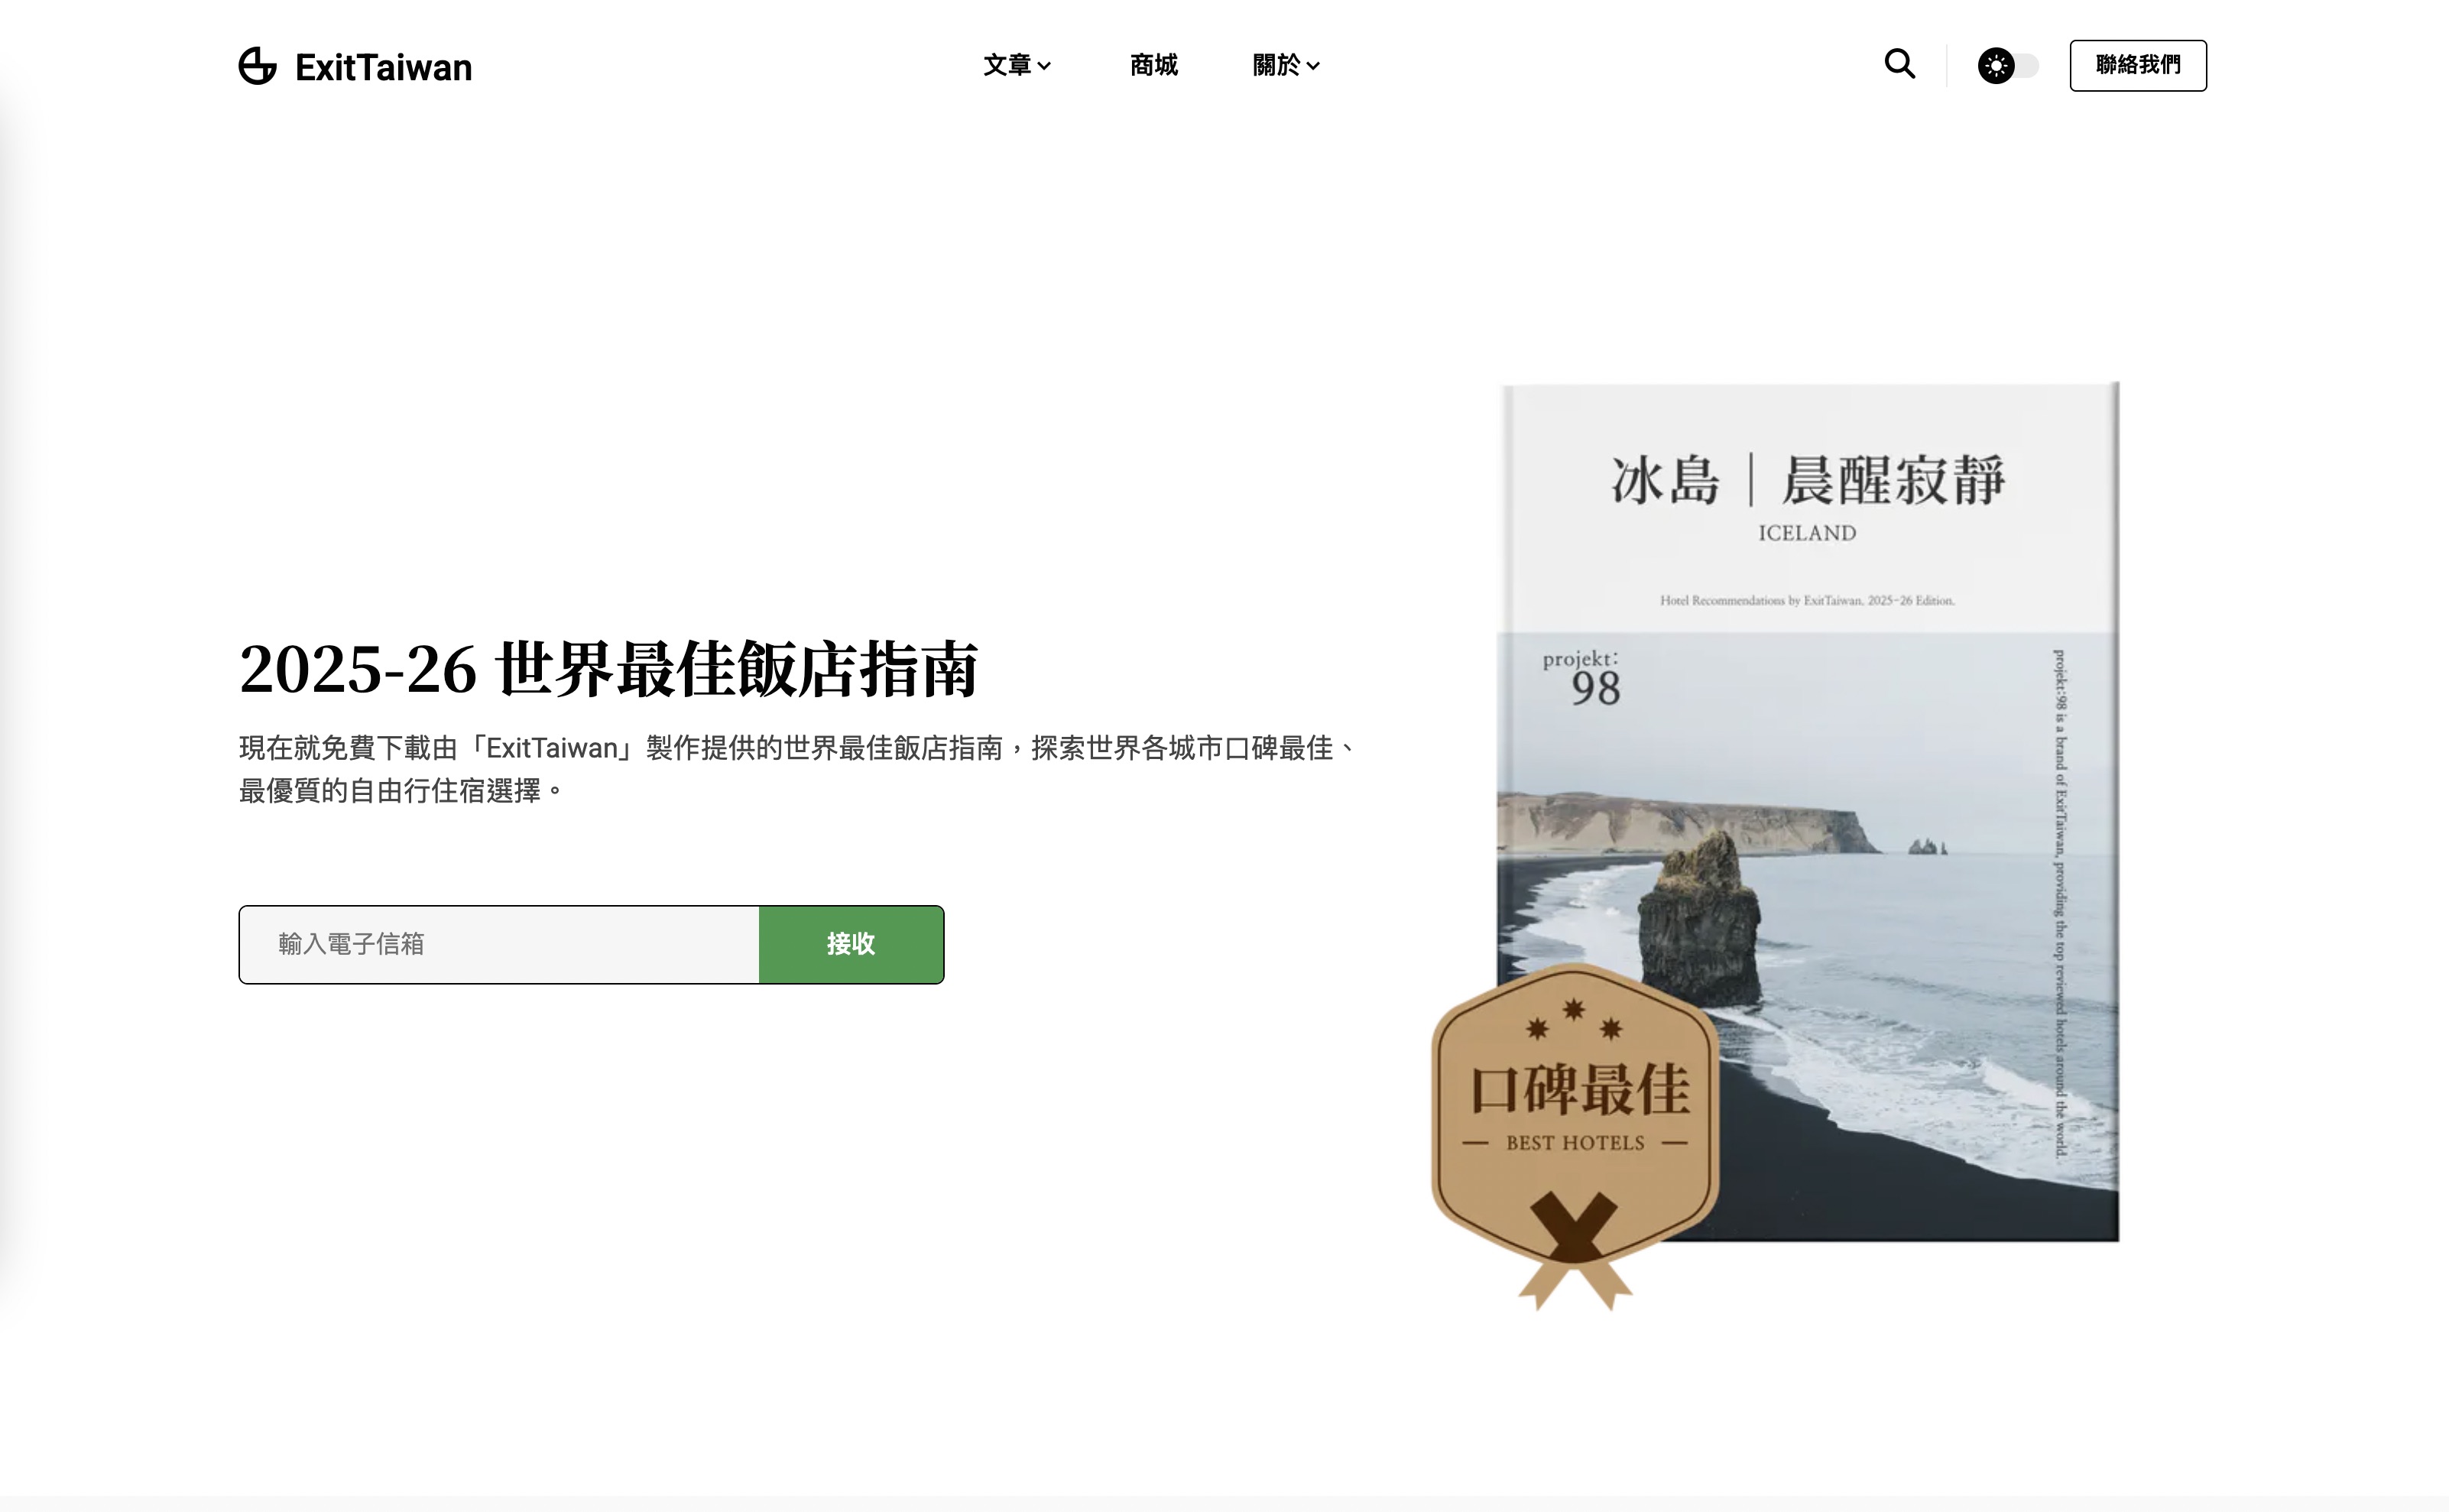 ExitTaiwan
文章
商城
關於
聯絡我們
2025-26 世界最佳飯店指南
現在就免費下載由「ExitTaiwan」製作提供的世界最佳飯店指南，探索世界各城市口碑最佳、
最優質的自由行住宿選擇。
輸入電子信箱
接收
冰島｜晨醒寂靜
ICELAND
Hotel Recommendations by ExitTaiwan. 2025-26 Edition.
projekt:
98
projekt:98 is a brand of ExitTaiwan, providing the top reviewed hotels around the world.
口碑最佳
BEST HOTELS